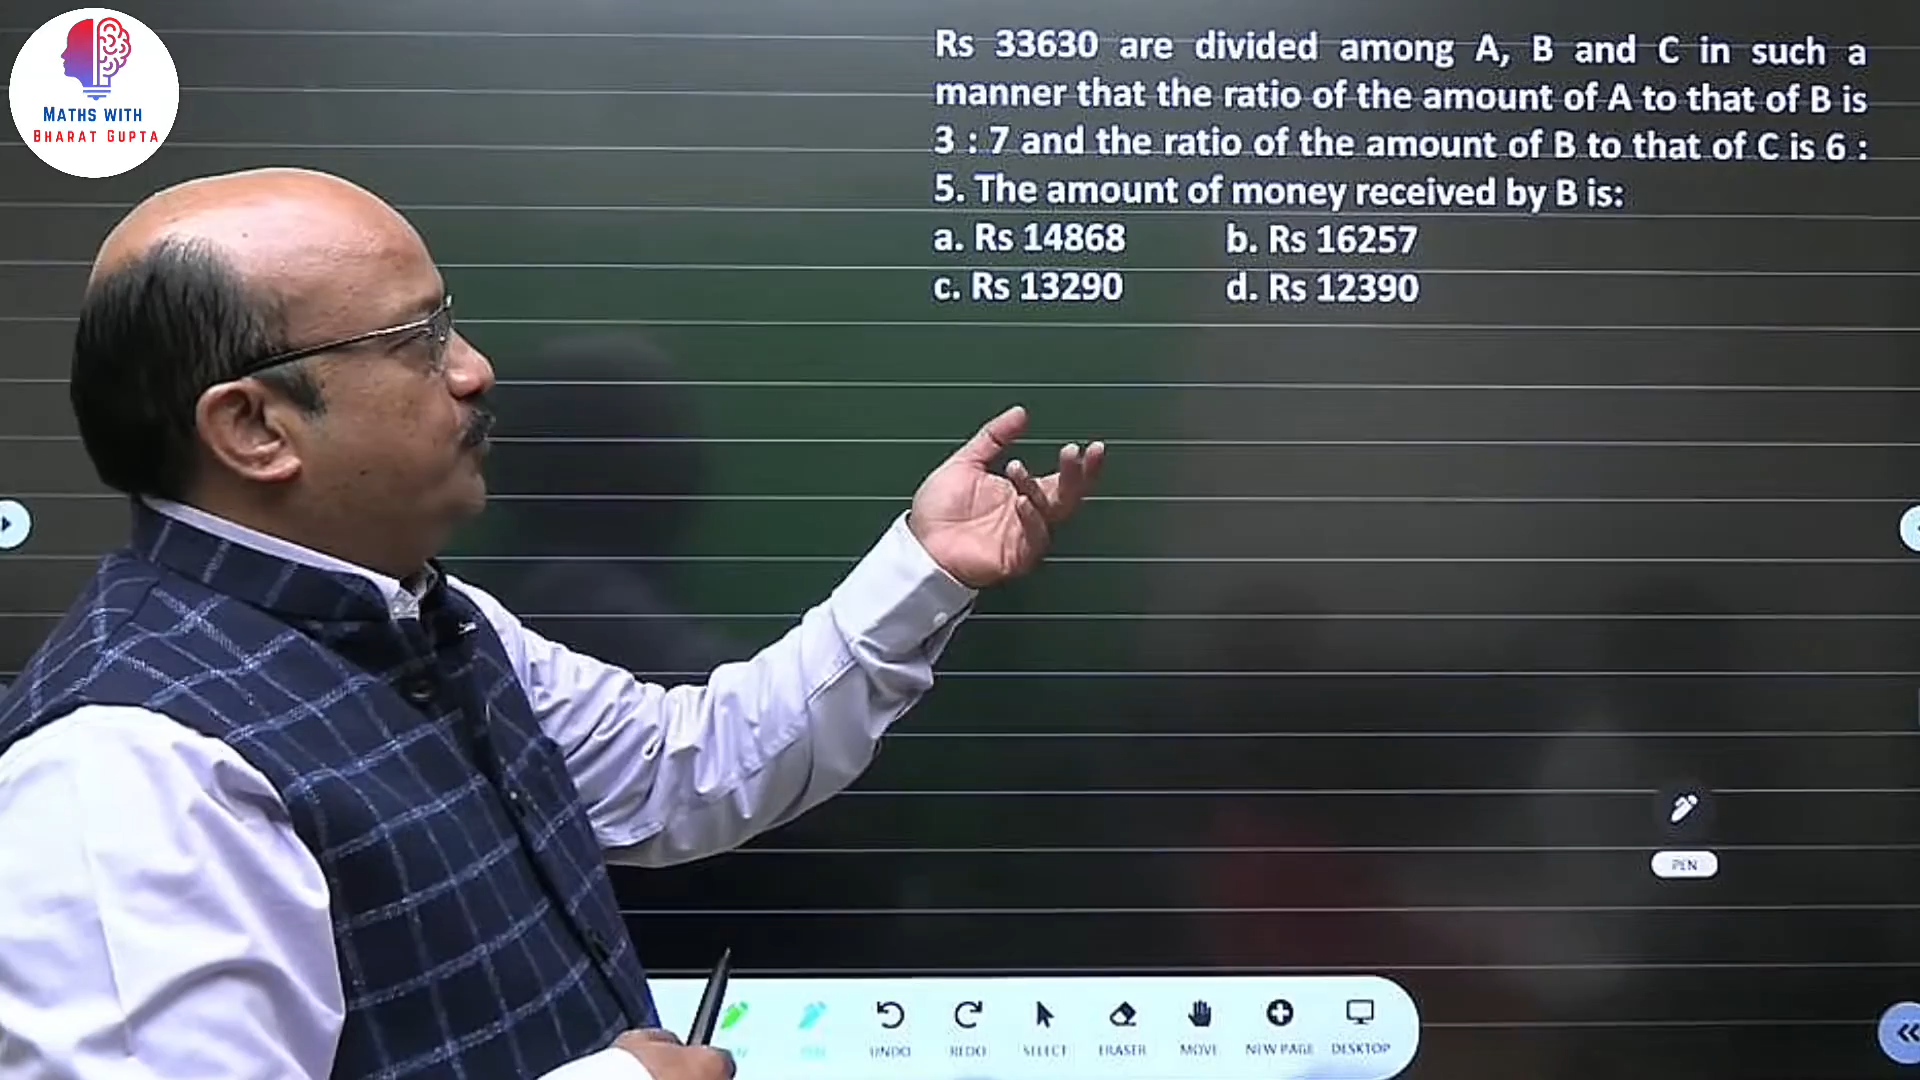 MATHS WITH
BHARAT GUPTA
Rs 33630 are divided among A, B and C in such a
manner that the ratio of the amount of A to that of B is
3 : 7 and the ratio of the amount of B to that of C is 6 :
5. The amount of money received by B is:
a. Rs 14868 b. Rs 16257
c. Rs 13290 d. Rs 12390
PEN
UNDO REDO SELECT ERASER MOVE NEW PAGE DESKTOP